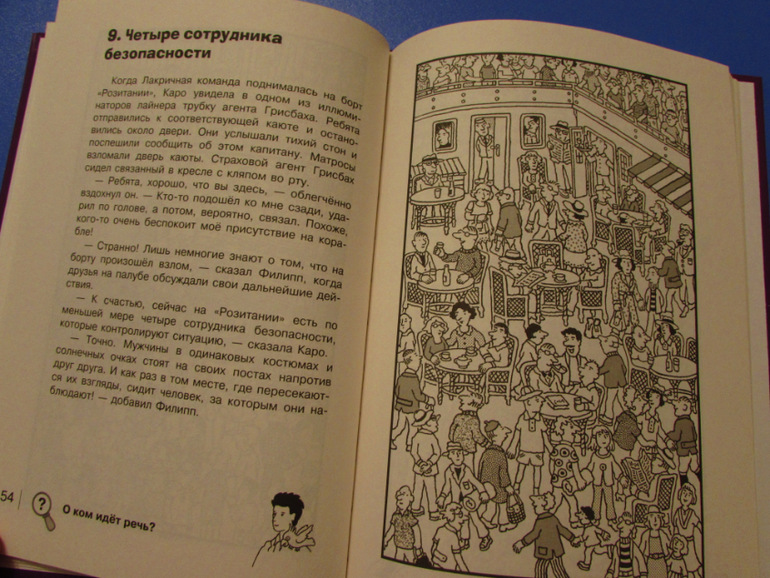 9. Четыре сотрудника
безопасности
Когда Лакричная команда поднималась на борт
«Розитании», Каро увидела в одном из иллюми-
наторов лайнера трубку агента Грисбаха. Ребята
отправились к соответствующей каюте и остано-
вились около двери. Они услышали тихий стон и
поспешили сообщить об этом капитану. Матросы
взломали дверь каюты. Страховой агент Грисбах
сидел связанный в кресле с кляпом во рту.
— Ребята, хорошо, что вы здесь, — облегчённо
вздохнул он. — Кто-то подошёл ко мне сзади, уда-
рил по голове, а потом, вероятно, связал. Похоже,
кого-то очень беспокоит моё присутствие на кора-
бле!
— Странно! Лишь немногие знают о том, что на
борту произошёл взлом, — сказал Филипп, когда
друзья на палубе обсуждали свои дальнейшие дей-
ствия.
— К счастью, сейчас на «Розитании» есть по
меньшей мере четыре сотрудника безопасности,
которые контролируют ситуацию, — сказала Каро.
— Точно. Мужчины в одинаковых костюмах и
солнечных очках стоят на своих постах напротив
друг друга. И как раз в том месте, где пересекают-
ся их взгляды, сидит человек, за которым они на-
блюдают! — добавил Филипп.
54
?
О ком идёт речь?